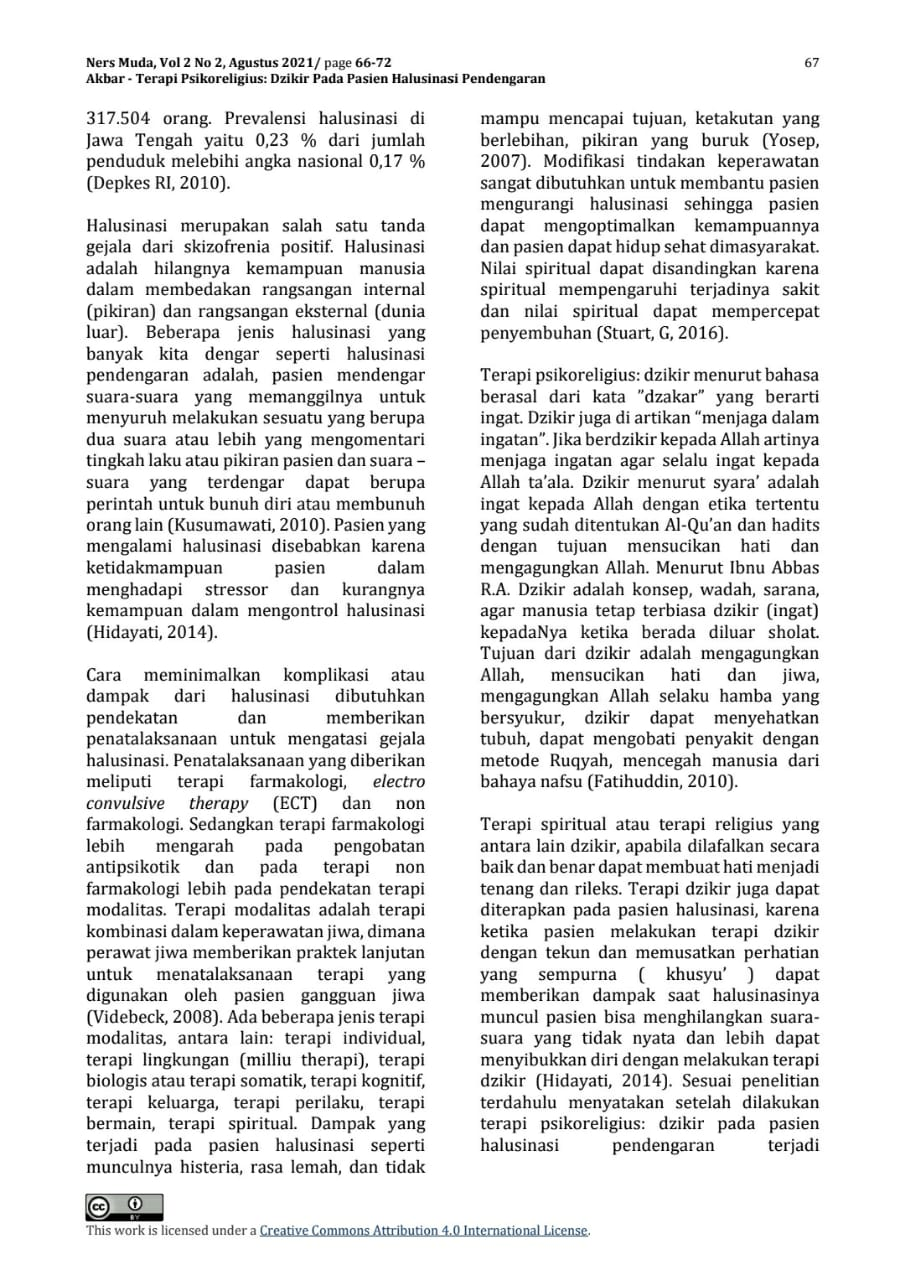 Ners Muda, Vol 2 No 2, Agustus 2021/ page 66-72
67
Akbar - Terapi Psikoreligius: Dzikir Pada Pasien Halusinasi Pendengaran
317.504 orang. Prevalensi halusinasi di
Jawa Tengah yaitu 0,23 % dari jumlah
penduduk melebihi angka nasional 0,17 %
(Depkes RI, 2010).
Halusinasi merupakan salah satu tanda
gejala dari skizofrenia positif. Halusinasi
adalah hilangnya kemampuan manusia
dalam membedakan rangsangan internal
(pikiran) dan rangsangan eksternal (dunia
luar). Beberapa jenis halusinasi yang
banyak kita dengar seperti halusinasi
pendengaran adalah, pasien mendengar
suara-suara yang memanggilnya untuk
menyuruh melakukan sesuatu yang berupa
dua suara atau lebih yang mengomentari
tingkah laku atau pikiran pasien dan suara –
suara yang terdengar dapat berupa
perintah untuk bunuh diri atau membunuh
orang lain (Kusumawati, 2010). Pasien yang
mengalami halusinasi disebabkan karena
ketidakmampuan pasien dalam
menghadapi stressor dan kurangnya
kemampuan dalam mengontrol halusinasi
(Hidayati, 2014).
Cara meminimalkan komplikasi atau
dampak dari halusinasi dibutuhkan
pendekatan dan memberikan
penatalaksanaan untuk mengatasi gejala
halusinasi. Penatalaksanaan yang diberikan
meliputi terapi farmakologi, electro
convulsive therapy (ECT) dan non
farmakologi. Sedangkan terapi farmakologi
lebih mengarah pada pengobatan
antipsikotik dan pada terapi non
farmakologi lebih pada pendekatan terapi
modalitas. Terapi modalitas adalah terapi
kombinasi dalam keperawatan jiwa, dimana
perawat jiwa memberikan praktek lanjutan
untuk menatalaksanaan terapi yang
digunakan oleh pasien gangguan jiwa
(Videbeck, 2008). Ada beberapa jenis terapi
modalitas, antara lain: terapi individual,
terapi lingkungan (milliu therapi), terapi
biologis atau terapi somatik, terapi kognitif,
terapi keluarga, terapi perilaku, terapi
bermain, terapi spiritual. Dampak yang
terjadi pada pasien halusinasi seperti
munculnya histeria, rasa lemah, dan tidak
mampu mencapai tujuan, ketakutan yang
berlebihan, pikiran yang buruk (Yosep,
2007). Modifikasi tindakan keperawatan
sangat dibutuhkan untuk membantu pasien
mengurangi halusinasi sehingga pasien
dapat mengoptimalkan kemampuannya
dan pasien dapat hidup sehat dimasyarakat.
Nilai spiritual dapat disandingkan karena
spiritual mempengaruhi terjadinya sakit
dan nilai spiritual dapat mempercepat
penyembuhan (Stuart, G, 2016).
Terapi psikoreligius: dzikir menurut bahasa
berasal dari kata ”dzakar” yang berarti
ingat. Dzikir juga di artikan “menjaga dalam
ingatan”. Jika berdzikir kepada Allah artinya
menjaga ingatan agar selalu ingat kepada
Allah ta’ala. Dzikir menurut syara’ adalah
ingat kepada Allah dengan etika tertentu
yang sudah ditentukan Al-Qu’an dan hadits
dengan tujuan mensucikan hati dan
mengagungkan Allah. Menurut Ibnu Abbas
R.A. Dzikir adalah konsep, wadah, sarana,
agar manusia tetap terbiasa dzikir (ingat)
kepadaNya ketika berada diluar sholat.
Tujuan dari dzikir adalah mengagungkan
Allah, mensucikan hati dan jiwa,
mengagungkan Allah selaku hamba yang
bersyukur, dzikir dapat menyehatkan
tubuh, dapat mengobati penyakit dengan
metode Ruqyah, mencegah manusia dari
bahaya nafsu (Fatihuddin, 2010).
Terapi spiritual atau terapi religius yang
antara lain dzikir, apabila dilafalkan secara
baik dan benar dapat membuat hati menjadi
tenang dan rileks. Terapi dzikir juga dapat
diterapkan pada pasien halusinasi, karena
ketika pasien melakukan terapi dzikir
dengan tekun dan memusatkan perhatian
yang sempurna ( khusyu’ ) dapat
memberikan dampak saat halusinasinya
muncul pasien bisa menghilangkan suara-
suara yang tidak nyata dan lebih dapat
menyibukkan diri dengan melakukan terapi
dzikir (Hidayati, 2014). Sesuai penelitian
terdahulu menyatakan setelah dilakukan
terapi psikoreligius: dzikir pada pasien
halusinasi pendengaran terjadi
cc BY
This work is licensed under a Creative Commons Attribution 4.0 International License.